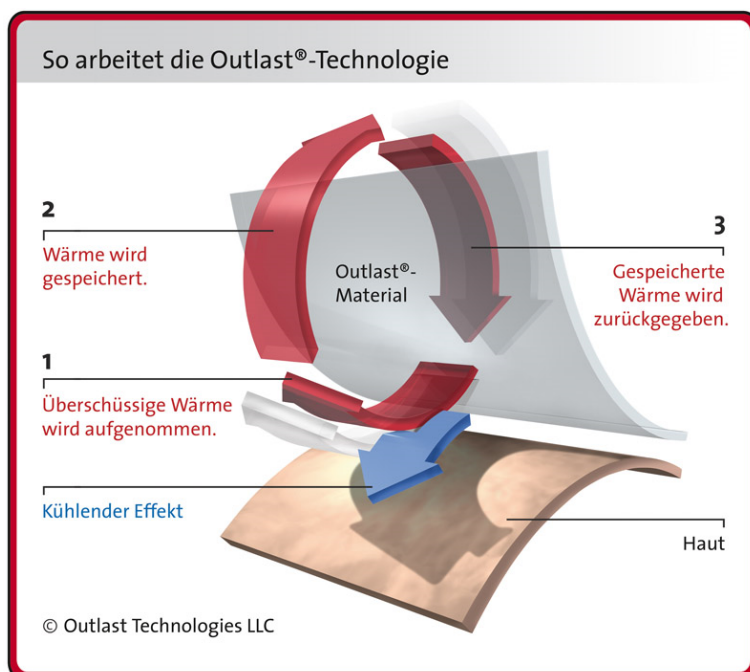 So arbeitet die Outlast®-Technologie
2
Wärme wird
gespeichert.
Outlast®-
Material
3
Gespeicherte
Wärme wird
zurückgegeben.
1
Überschüssige Wärme
wird aufgenommen.
Kühlender Effekt
Haut
© Outlast Technologies LLC